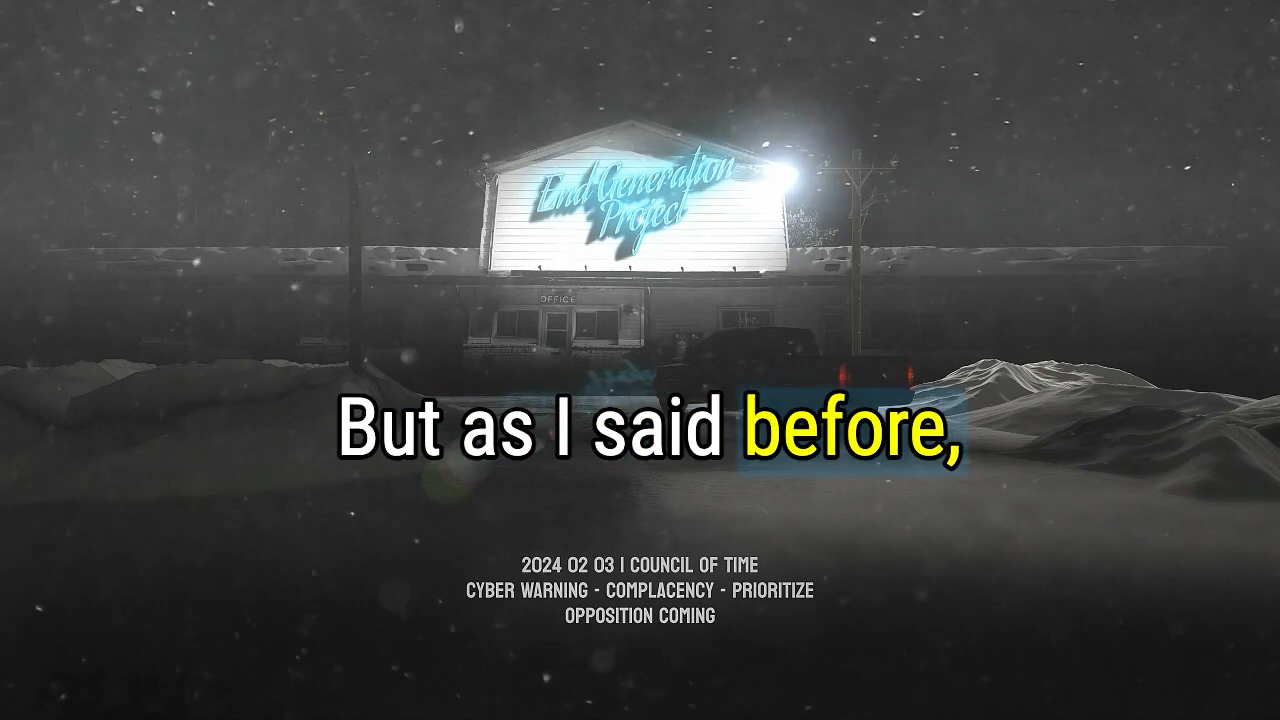 End Generation
Project
OFFICE
But as I said before,
2024 02 03 | COUNCIL OF TIME
CYBER WARNING - COMPLACENCY - PRIORITIZE
OPPOSITION COMING